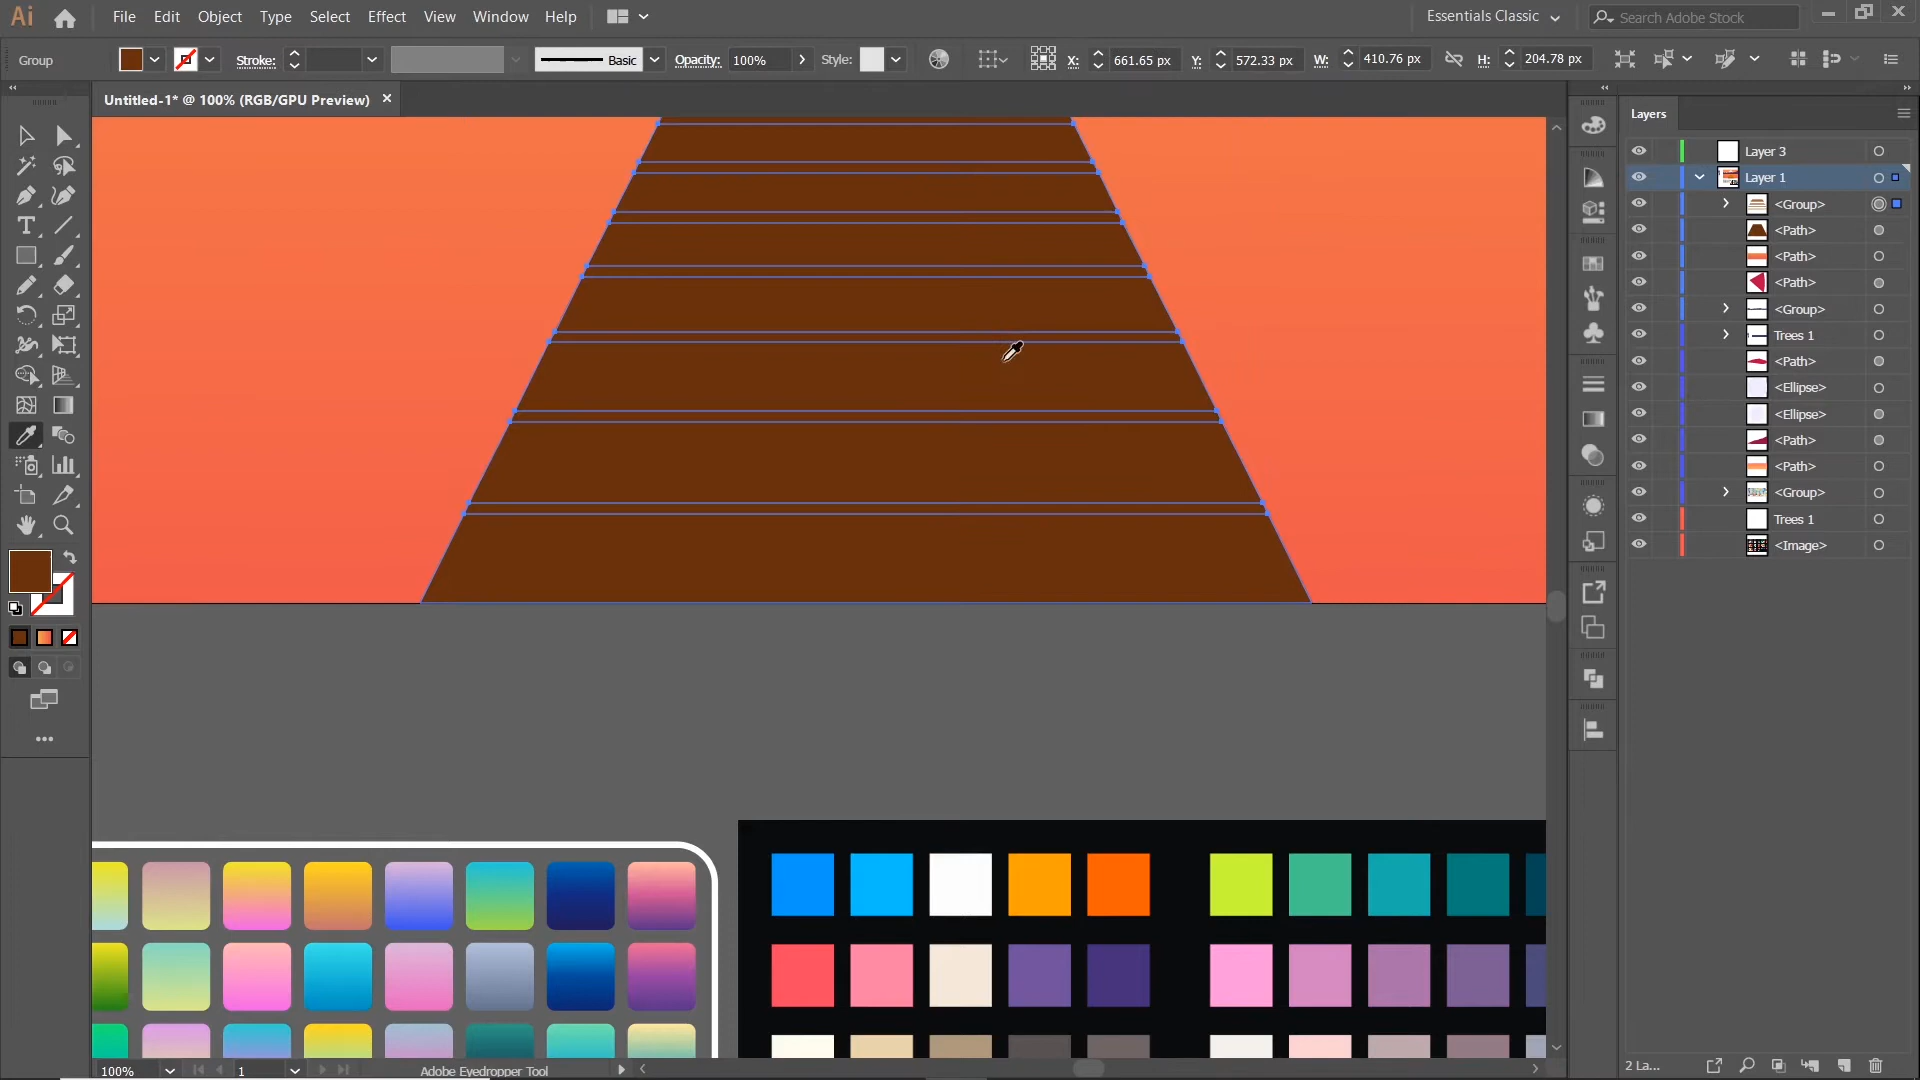 Ai File Edit Object Type Select Effect View Window Help Essentials Classic Search Adobe Stock
Group Stroke: Basic Opacity: 100% Style: X: 661.65 px Y: 572.33 px W: 410.76 px H: 204.78 px
Untitled-1* @ 100% (RGB/GPU Preview)
Layers
Layer 3
Layer 1
<Group>
<Path>
<Path>
<Path>
<Group>
Trees 1
<Path>
<Ellipse>
<Ellipse>
<Path>
<Path>
<Group>
Trees 1
<Image>
100% 1 Adobe Eyedropper Tool 2 La...